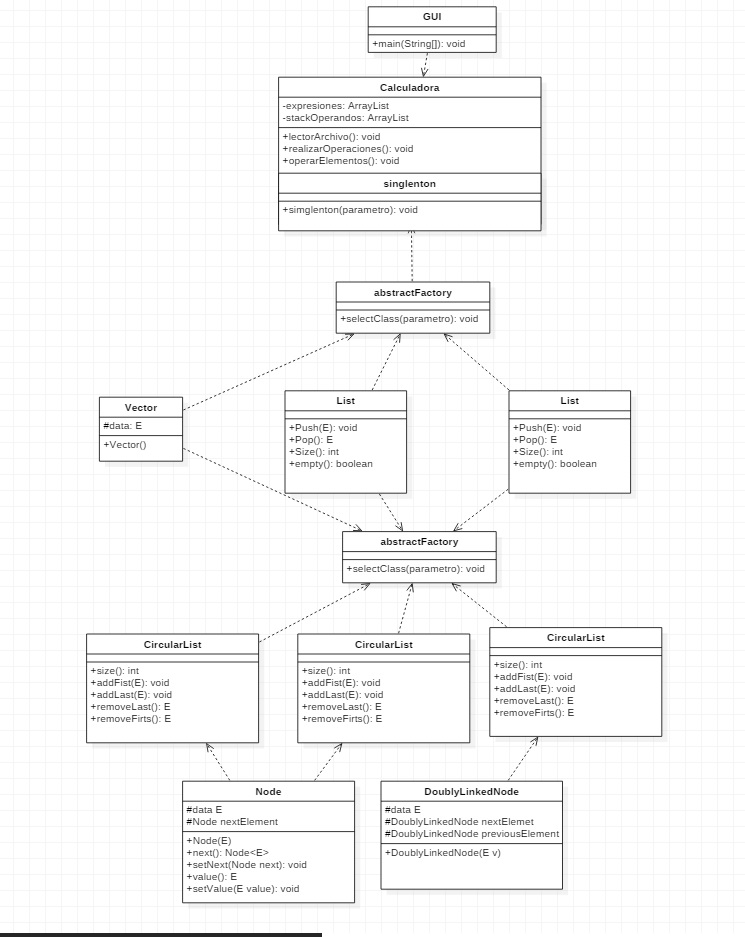 GUI
+main(String[]): void
Calculadora
-expresiones: ArrayList
-stackOperandos: ArrayList
+lectorArchivo(): void
+realizarOperaciones(): void
+operarElementos(): void
singlenton
+simglenton(parametro): void
abstractFactory
+selectClass(parametro): void
Vector
#data: E
+Vector()
List
+Push(E): void
+Pop(): E
+Size(): int
+empty(): boolean
List
+Push(E): void
+Pop(): E
+Size(): int
+empty(): boolean
abstractFactory
+selectClass(parametro): void
CircularList
+size(): int
+addFist(E): void
+addLast(E): void
+removeLast(): E
+removeFirts(): E
CircularList
+size(): int
+addFist(E): void
+addLast(E): void
+removeLast(): E
+removeFirts(): E
CircularList
+size(): int
+addFist(E): void
+addLast(E): void
+removeLast(): E
+removeFirts(): E
Node
#data E
#Node nextElement
+Node(E)
+next(): Node<E>
+setNext(Node next): void
+value(): E
+setValue(E value): void
DoublyLinkedNode
#data E
#DoublyLinkedNode nextElemet
#DoublyLinkedNode previousElement
+DoublyLinkedNode(E v)